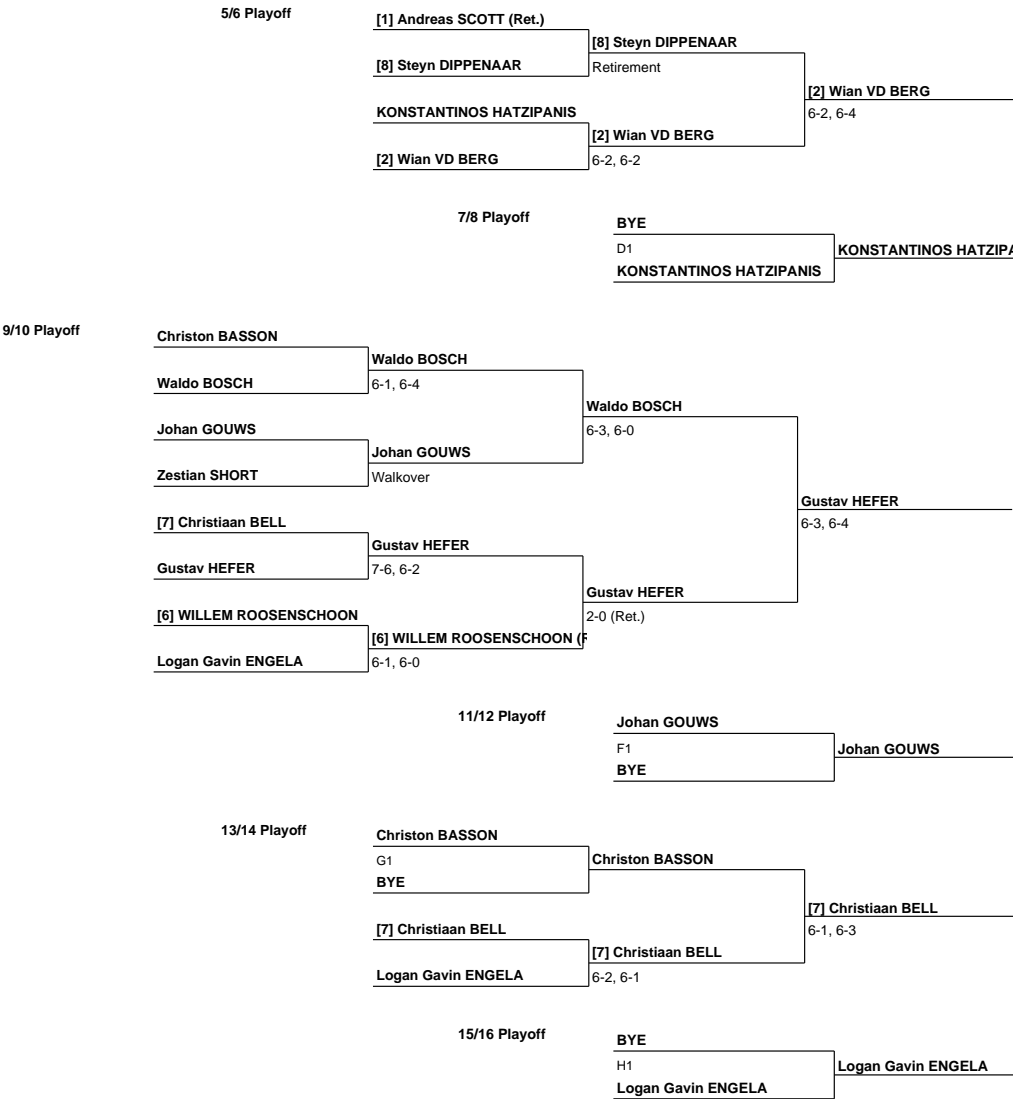 5/6 Playoff
[1] Andreas SCOTT (Ret.)
[8] Steyn DIPPENAAR
[8] Steyn DIPPENAAR
Retirement
[2] Wian VD BERG
KONSTANTINOS HATZIPANIS
6-2, 6-4
[2] Wian VD BERG
[2] Wian VD BERG
6-2, 6-2
7/8 Playoff
BYE
D1
KONSTANTINOS HATZIPA
KONSTANTINOS HATZIPANIS
9/10 Playoff
Christon BASSON
Waldo BOSCH
Waldo BOSCH
6-1, 6-4
Waldo BOSCH
Johan GOUWS
6-3, 6-0
Johan GOUWS
Zestian SHORT
Walkover
Gustav HEFER
[7] Christiaan BELL
6-3, 6-4
Gustav HEFER
Gustav HEFER
7-6, 6-2
Gustav HEFER
[6] WILLEM ROOSENSCHOON
2-0 (Ret.)
[6] WILLEM ROOSENSCHOON (
Logan Gavin ENGELA
6-1, 6-0
11/12 Playoff
Johan GOUWS
F1
Johan GOUWS
BYE
13/14 Playoff
Christon BASSON
G1
Christon BASSON
BYE
[7] Christiaan BELL
[7] Christiaan BELL
6-1, 6-3
[7] Christiaan BELL
Logan Gavin ENGELA
6-2, 6-1
15/16 Playoff
BYE
H1
Logan Gavin ENGELA
Logan Gavin ENGELA